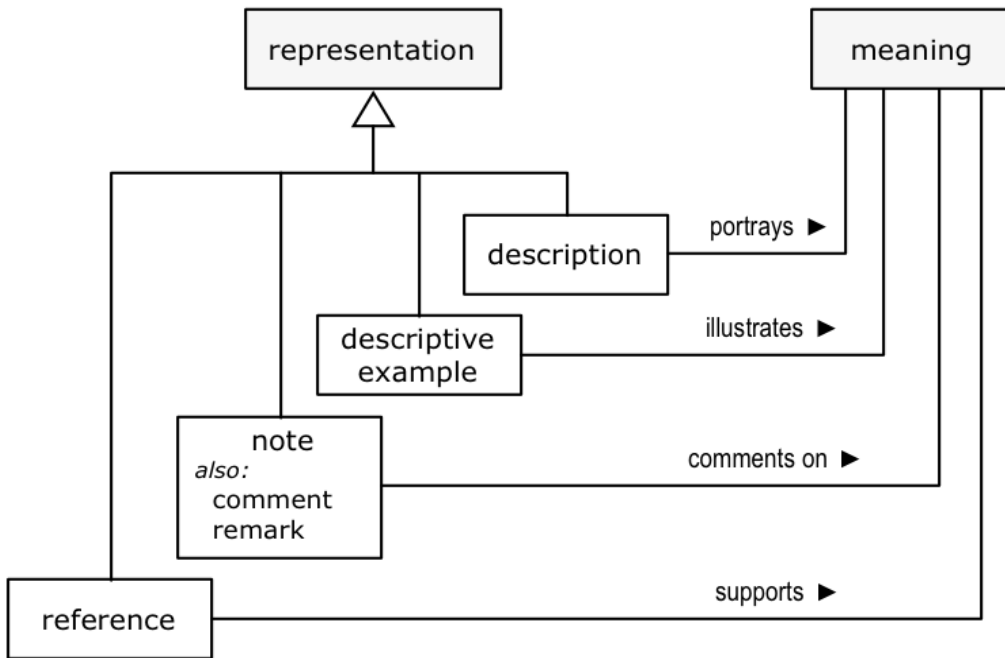 representation
meaning
portrays ►
description
illustrates ►
descriptive
example
note
also:
comment
remark
comments on ►
supports ►
reference